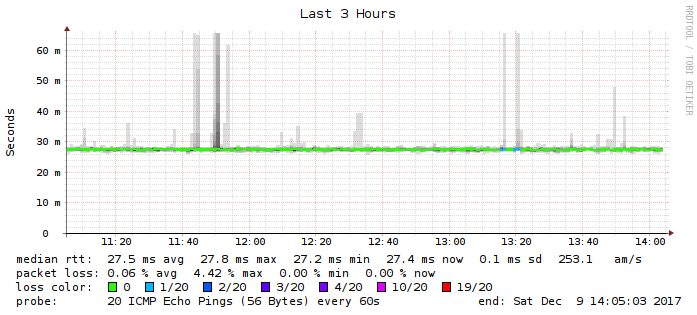 Last 3 Hours
RRDTOOL / TOBI OETIKER
Seconds
60 m
50 m
40 m
30 m
20 m
10 m
0
11:20 11:40 12:00 12:20 12:40 13:00 13:20 13:40 14:00
median rtt: 27.5 ms avg 27.8 ms max 27.2 ms min 27.4 ms now 0.1 ms sd 253.1 am/s
packet loss: 0.06 % avg 4.42 % max 0.00 % min 0.00 % now
loss color: 0 1/20 2/20 3/20 4/20 10/20 19/20
probe: 20 ICMP Echo Pings (56 Bytes) every 60s end: Sat Dec 9 14:05:03 2017